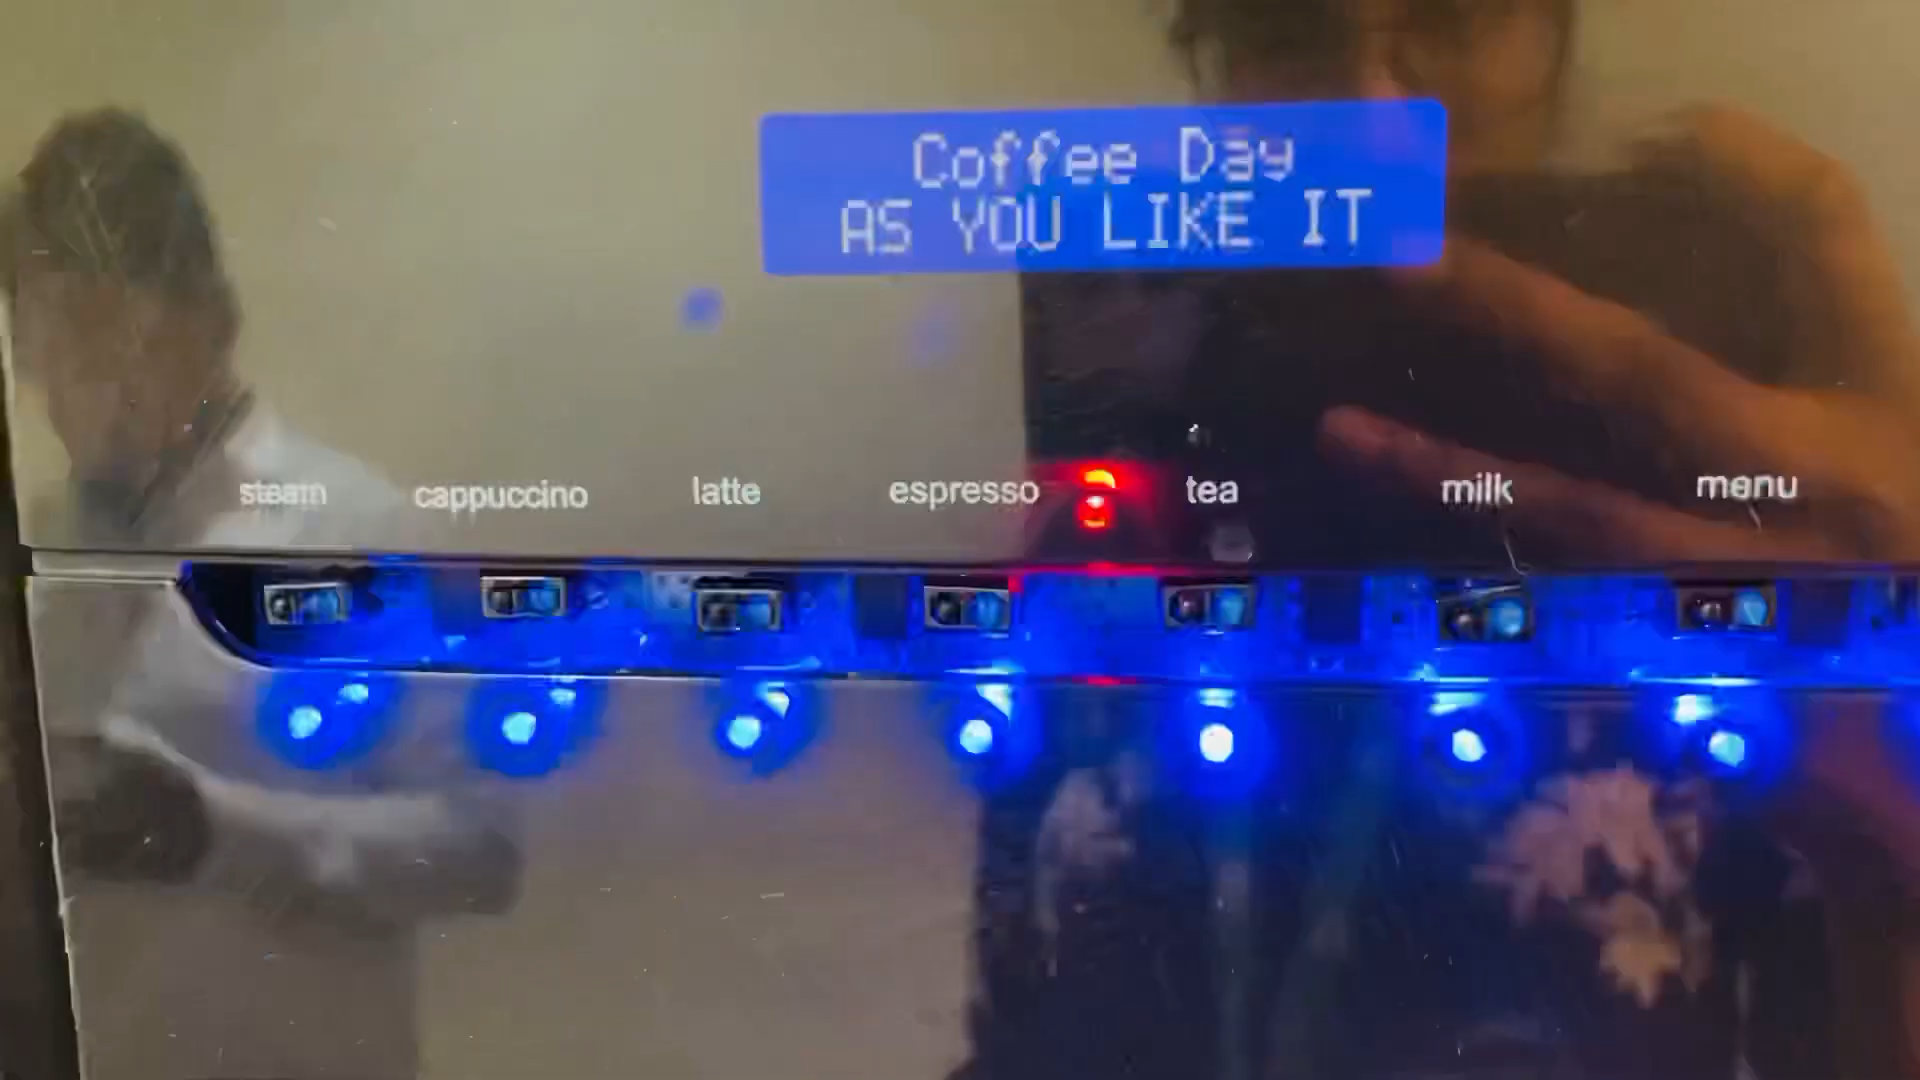 Coffee Day
AS YOU LIKE IT
steam cappuccino latte espresso tea milk menu